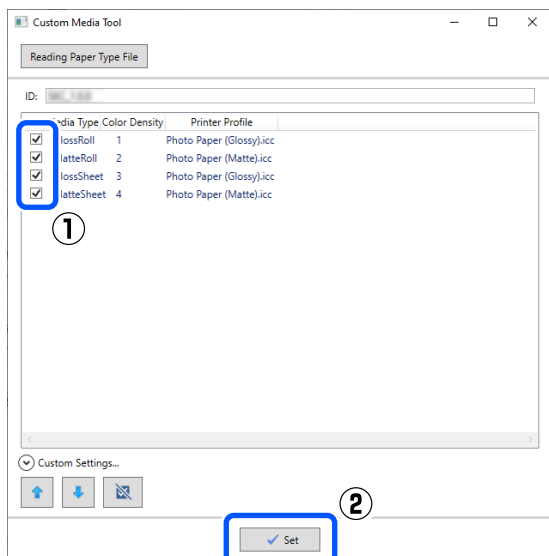 Custom Media Tool
Reading Paper Type File
ID:
Media Type Color Density Printer Profile
lossRoll 1 Photo Paper (Glossy).icc
latteRoll 2 Photo Paper (Matte).icc
lossSheet 3 Photo Paper (Glossy).icc
latteSheet 4 Photo Paper (Matte).icc
①
Custom Settings...
②
Set